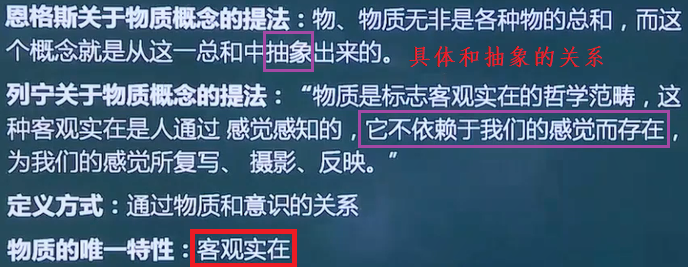 恩格斯关于物质概念的提法：物、物质无非是各种物的总和，而这
个概念就是从这一总和中抽象出来的。 具体和抽象的关系
列宁关于物质概念的提法：“物质是标志客观实在的哲学范畴，这
种客观实在是人通过 感觉感知的，它不依赖于我们的感觉而存在，
为我们的感觉所复写、 摄影、反映。”
定义方式：通过物质和意识的关系
物质的唯一特性：客观实在